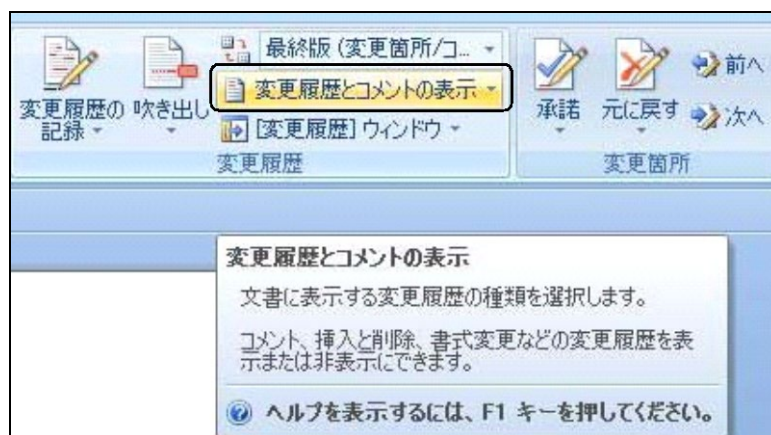 最終版 (変更箇所/コ...
変更履歴とコメントの表示
[変更履歴] ウィンドウ
変更履歴の
記録
吹き出し
変更履歴
承諾
元に戻す
前へ
次へ
変更箇所
変更履歴とコメントの表示
文書に表示する変更履歴の種類を選択します。
コメント、挿入と削除、書式変更などの変更履歴を表
示または非表示にできます。
ヘルプを表示するには、F1 キーを押してください。